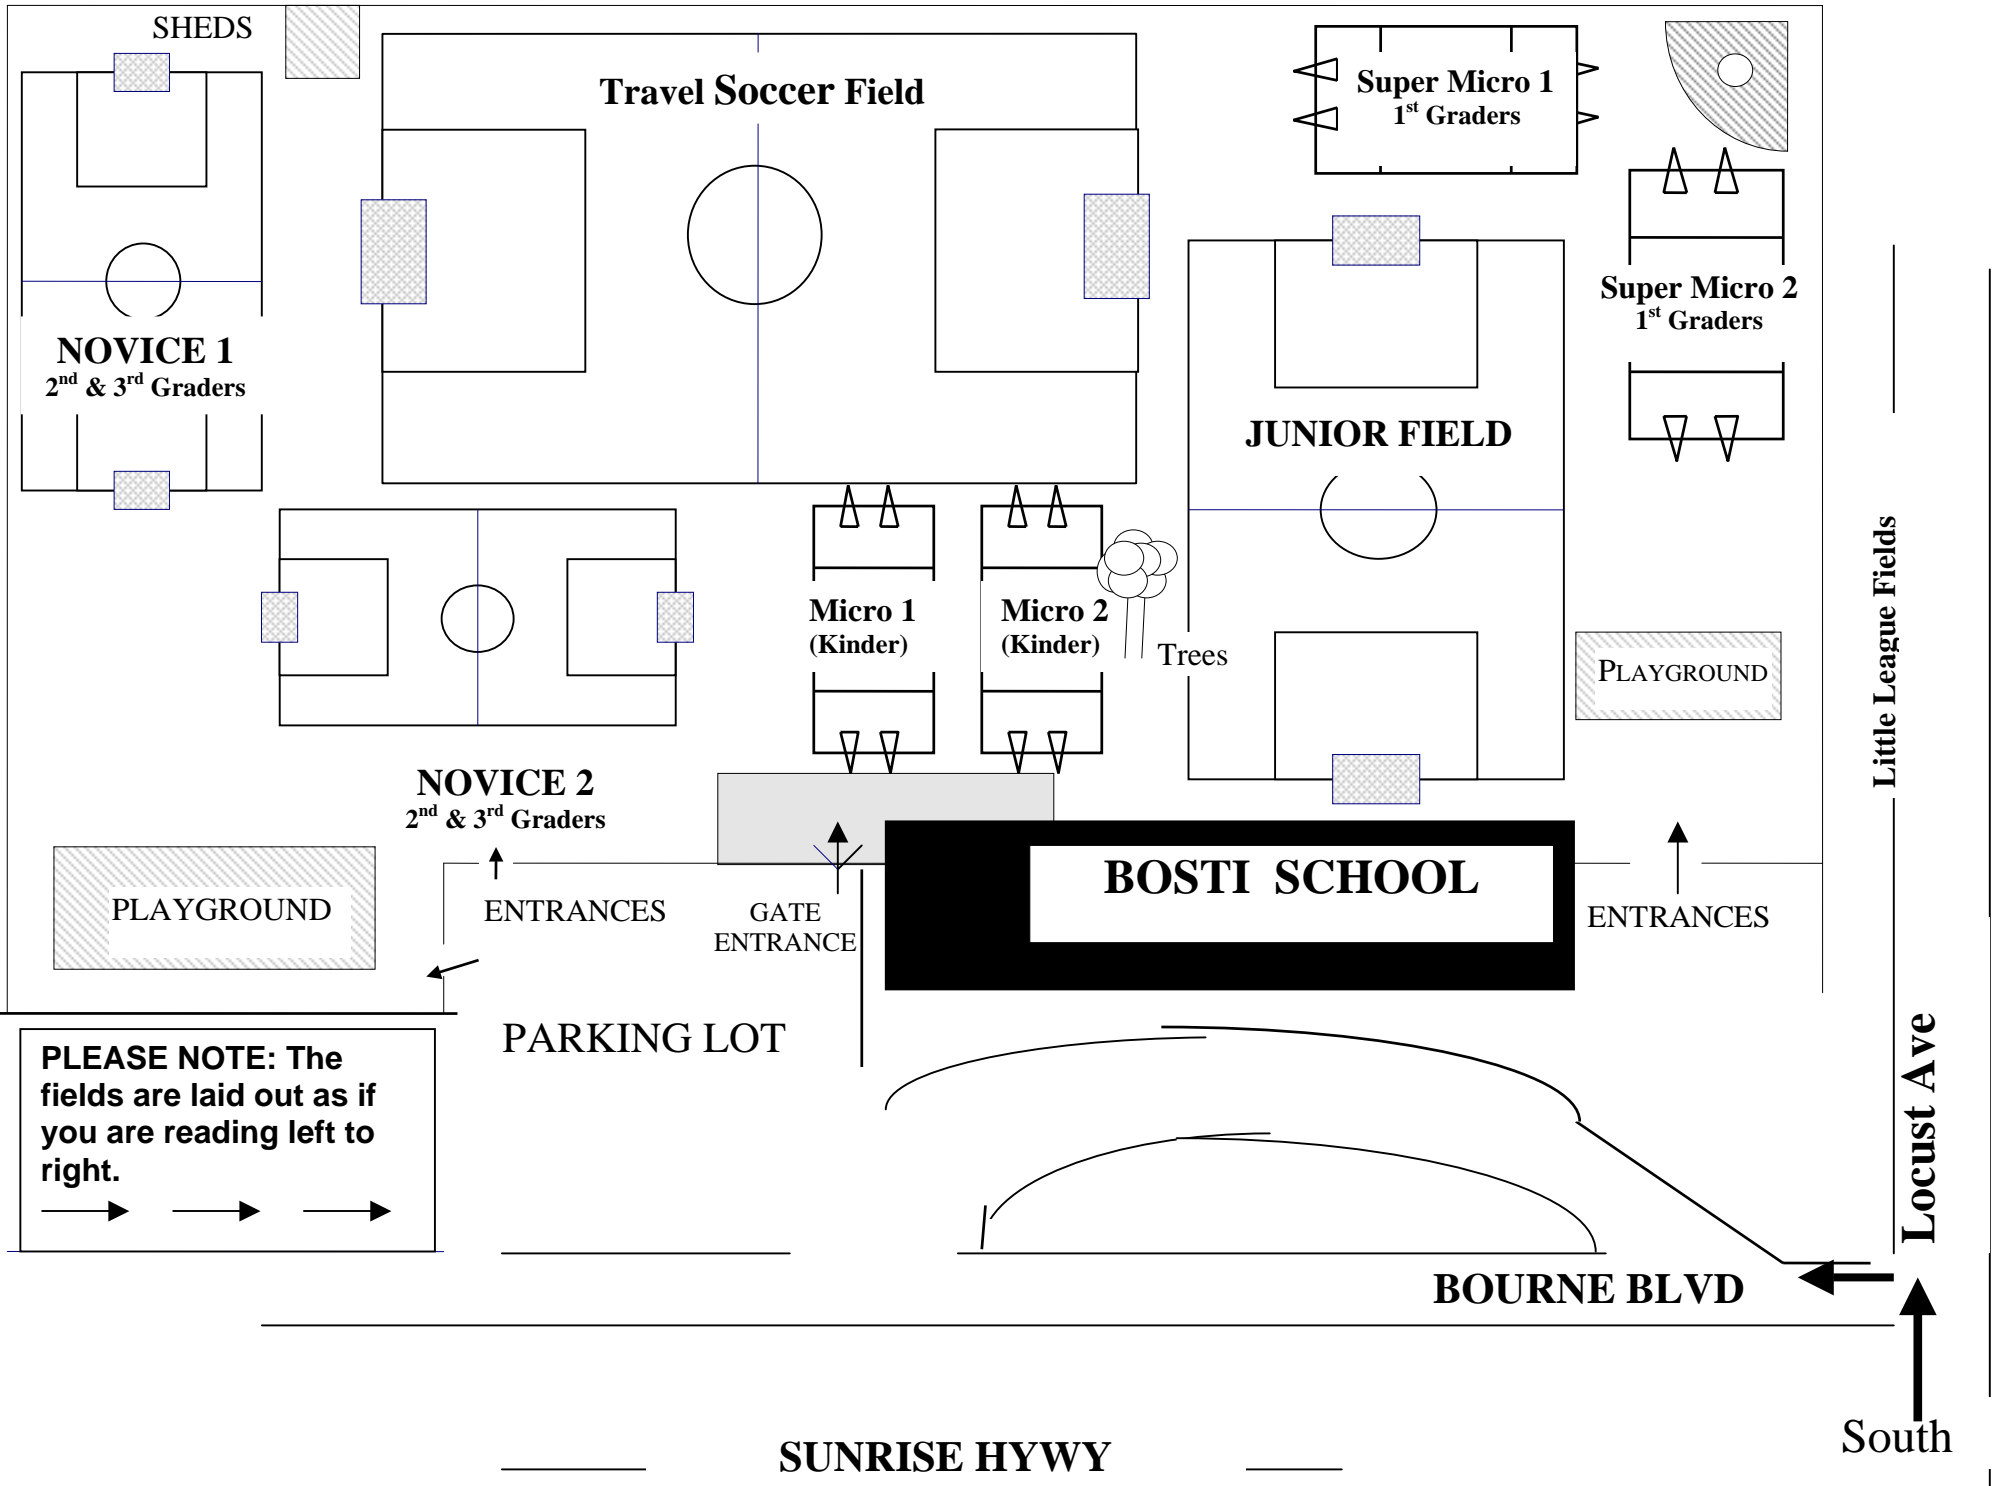 SHEDS
Travel Soccer Field
Super Micro 1
1st Graders
Super Micro 2
1st Graders
NOVICE 1
2nd & 3rd Graders
JUNIOR FIELD
Micro 1
(Kinder)
Micro 2
(Kinder)
Trees
PLAYGROUND
Little League Fields
NOVICE 2
2nd & 3rd Graders
PLAYGROUND
ENTRANCES
GATE
ENTRANCE
BOSTI SCHOOL
ENTRANCES
PARKING LOT
PLEASE NOTE: The
fields are laid out as if
you are reading left to
right.
Locust Ave
BOURNE BLVD
South
SUNRISE HYWY